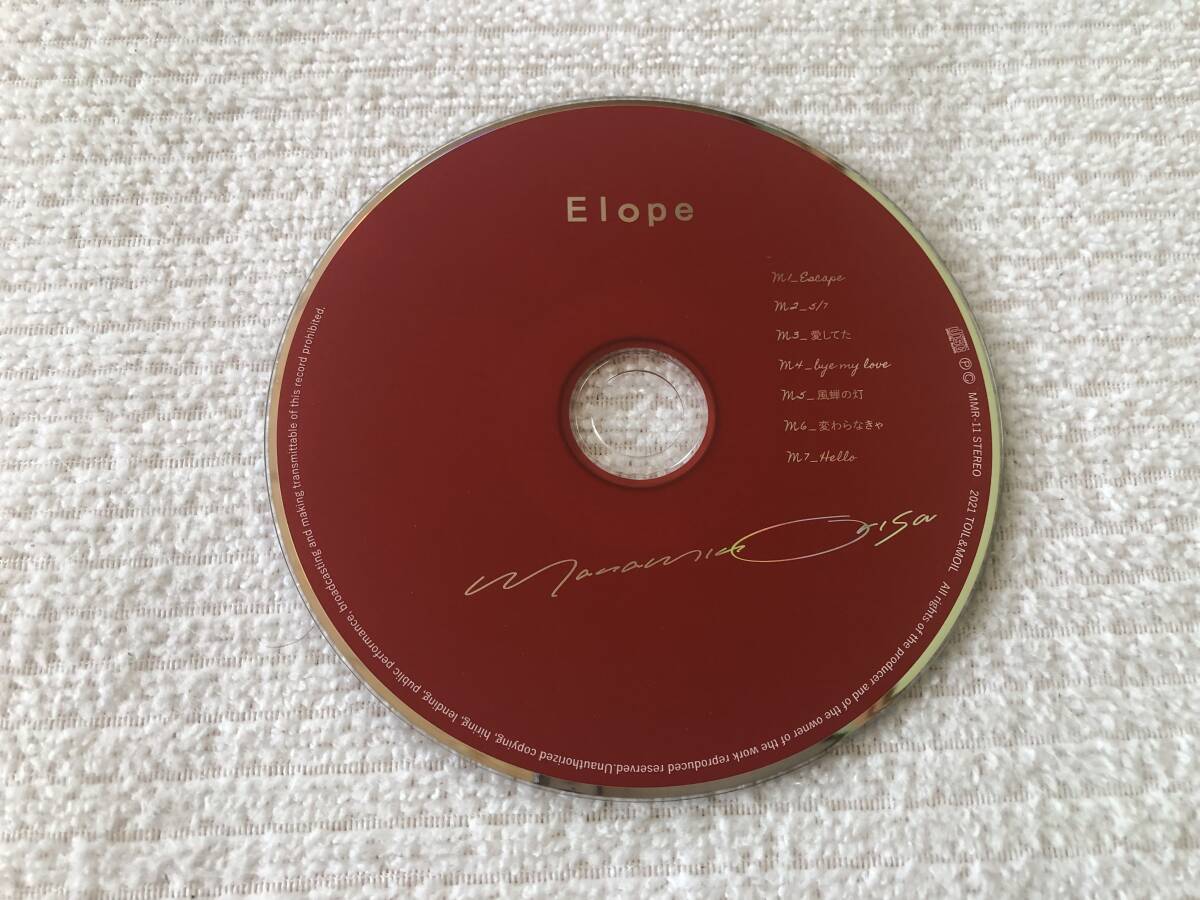 Elope
M1_Escape
M2_5/7
M3_愛してた
M4_bye my love
M5_風蝉の灯
M6_変わらなきゃ
M7_Hello
ⓅⒸ MMR-11 STEREO 2021 TOIL&MOIL All rights of the producer and of the owner of the work reproduced reserved.Unauthorized copying, hiring, lending, public performance, broadcasting and making transmittable of this record prohibited.